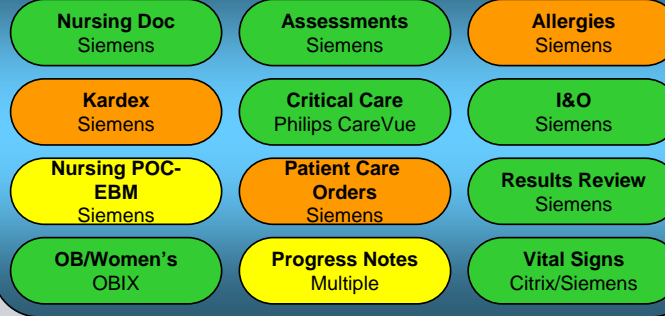 Nursing Doc
Siemens
Assessments
Siemens
Allergies
Siemens
Kardex
Siemens
Critical Care
Philips CareVue
I&O
Siemens
Nursing POC-
EBM
Siemens
Patient Care
Orders
Siemens
Results Review
Siemens
OB/Women's
OBIX
Progress Notes
Multiple
Vital Signs
Citrix/Siemens